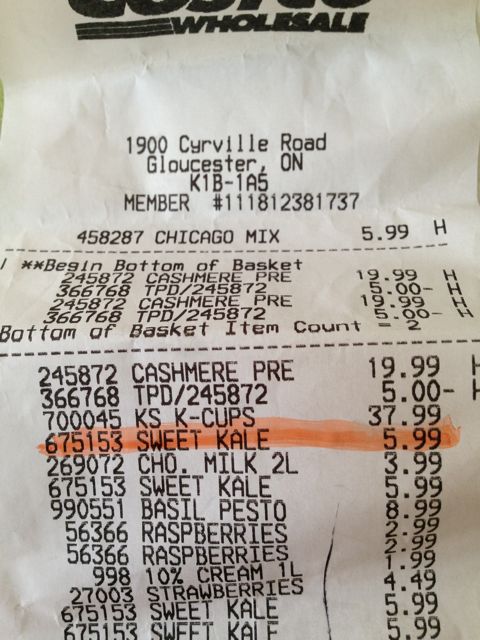 COSTCO
WHOLESALE
1900 Cyrville Road
Gloucester, ON
K1B-1A5
MEMBER #111812381737
458287 CHICAGO MIX 5.99 H
**Begin Bottom of Basket
245872 CASHMERE PRE 19.99 H
366768 TPD/245872 5.00- H
245872 CASHMERE PRE 19.99 H
366768 TPD/245872 5.00- H
Bottom of Basket Item Count = 2
245872 CASHMERE PRE 19.99 H
366768 TPD/245872 5.00- H
700045 KS K-CUPS 37.99
675153 SWEET KALE 5.99
269072 CHO. MILK 2L 3.99
675153 SWEET KALE 5.99
990551 BASIL PESTO 8.99
56366 RASPBERRIES 2.99
56366 RASPBERRIES 2.99
998 10% CREAM 1L 1.99
27003 STRAWBERRIES 4.49
675153 SWEET KALE 5.99
675153 SWEET KALE 5.99